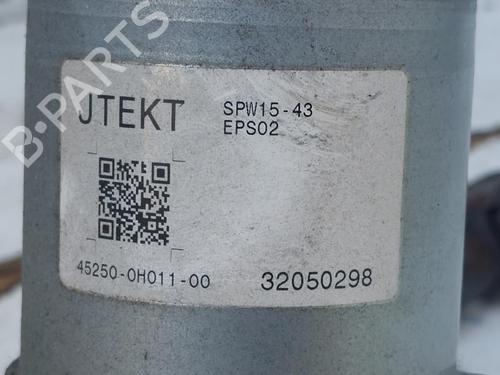 B-PARTS
JTEKT
SPW15-43
EPS02
45250-0H011-00
32050298